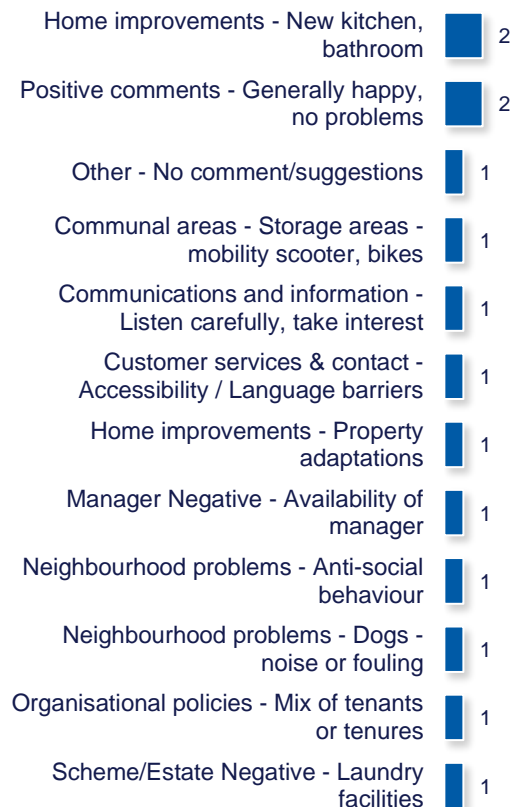 Home improvements - New kitchen,
bathroom
2
Positive comments - Generally happy,
no problems
2
Other - No comment/suggestions
1
Communal areas - Storage areas -
mobility scooter, bikes
1
Communications and information -
Listen carefully, take interest
1
Customer services & contact -
Accessibility / Language barriers
1
Home improvements - Property
adaptations
1
Manager Negative - Availability of
manager
1
Neighbourhood problems - Anti-social
behaviour
1
Neighbourhood problems - Dogs -
noise or fouling
1
Organisational policies - Mix of tenants
or tenures
1
Scheme/Estate Negative - Laundry
facilities
1